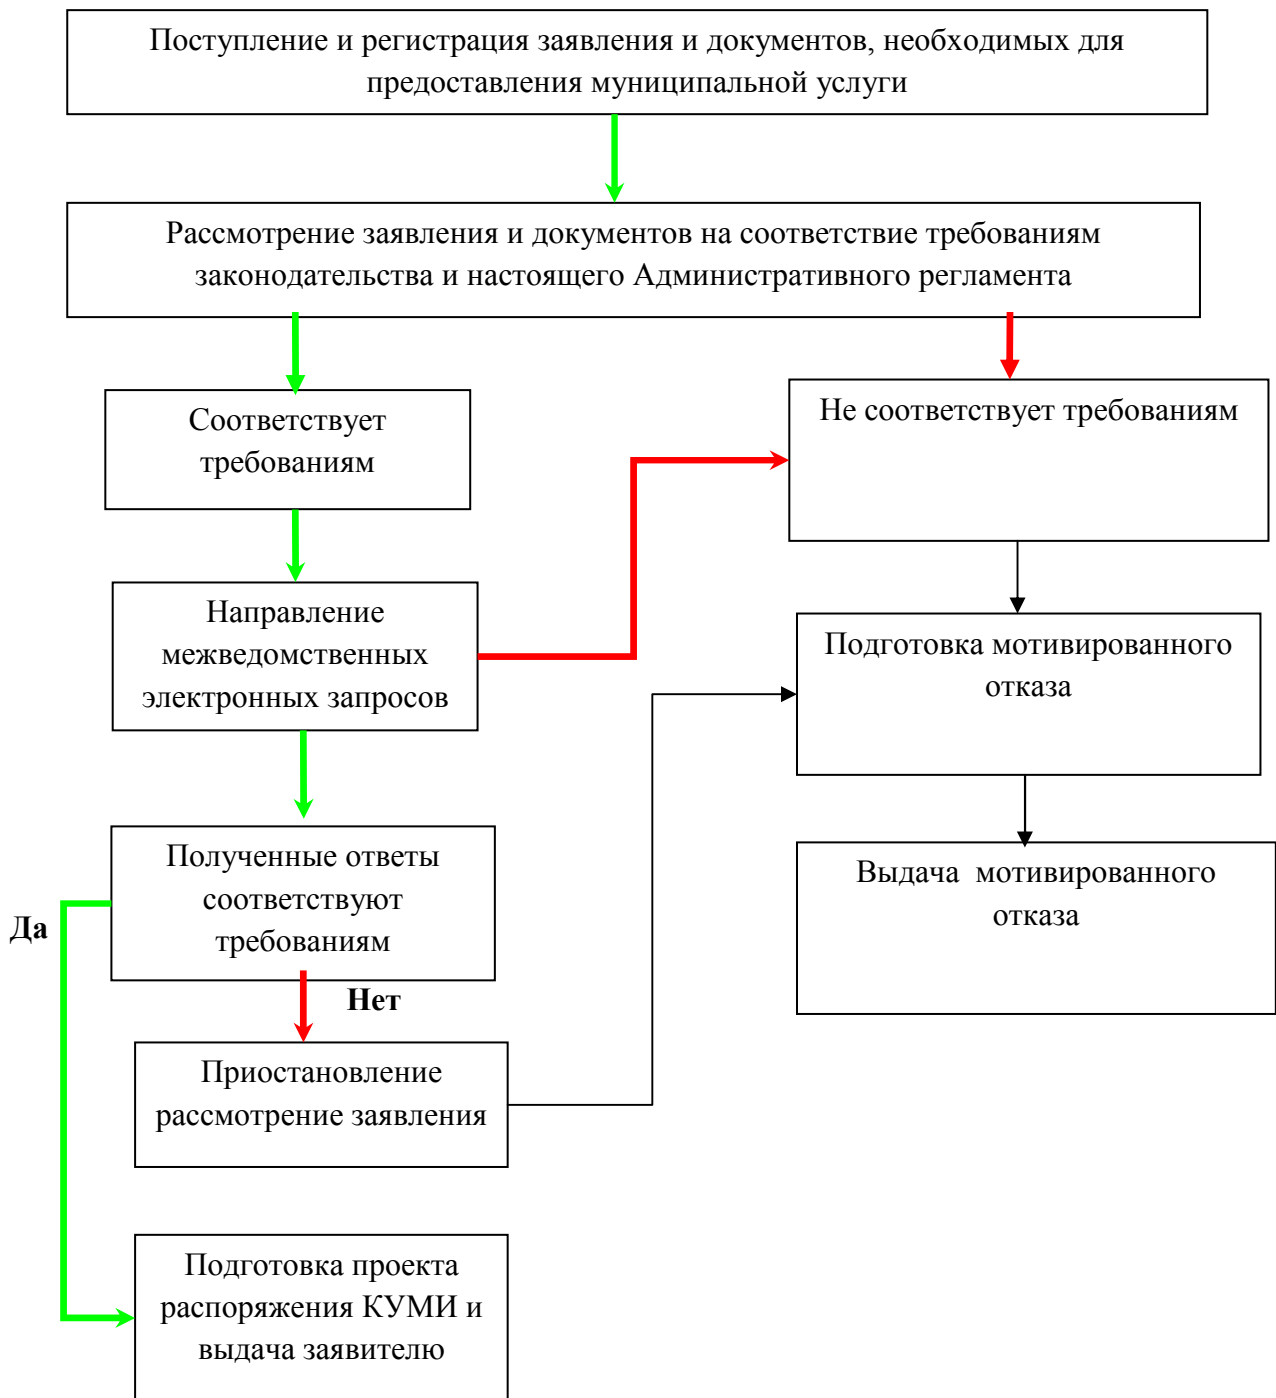 Поступление и регистрация заявления и документов, необходимых для
предоставления муниципальной услуги
Рассмотрение заявления и документов на соответствие требованиям
законодательства и настоящего Административного регламента
Соответствует
требованиям
Не соответствует требованиям
Направление
межведомственных
электронных запросов
Подготовка мотивированного
отказа
Полученные ответы
соответствуют
требованиям
Выдача  мотивированного
отказа
Да
Нет
Приостановление
рассмотрение заявления
Подготовка проекта
распоряжения КУМИ и
выдача заявителю